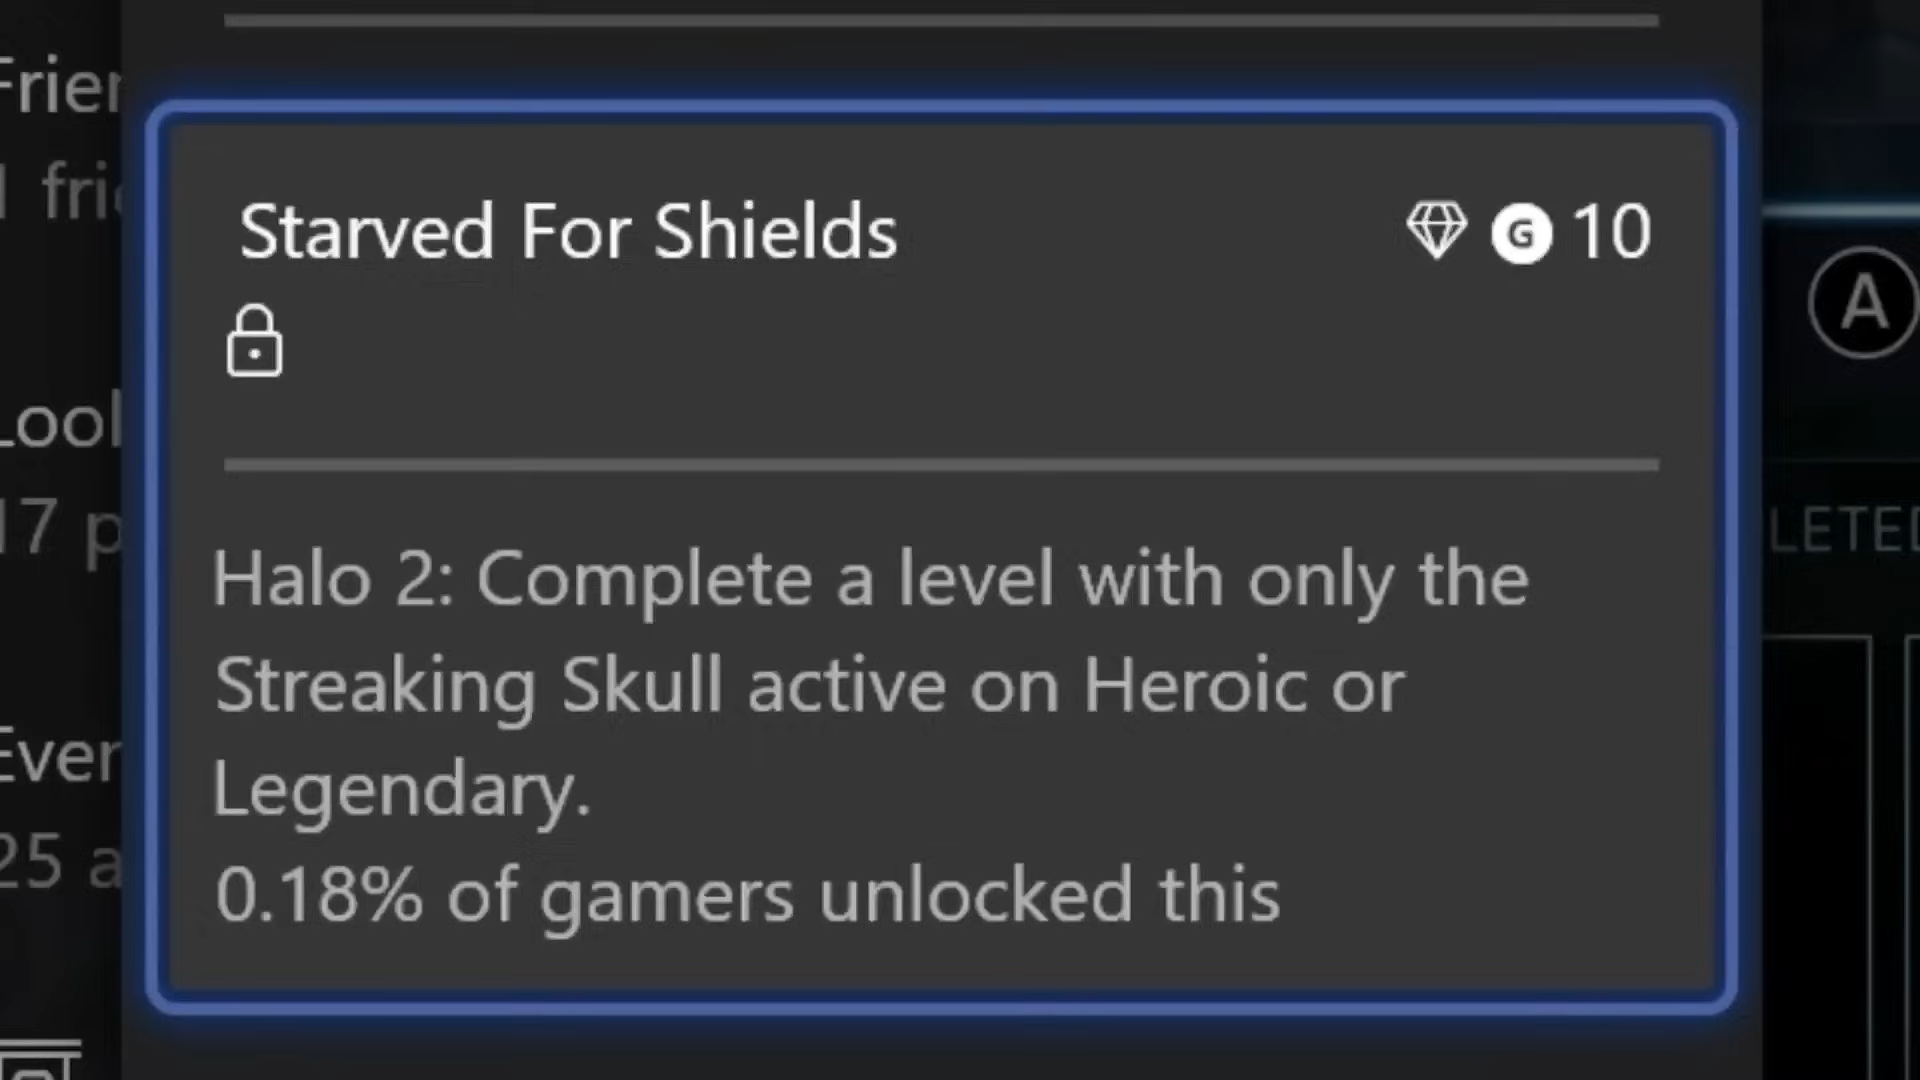 Starved For Shields
G 10
Halo 2: Complete a level with only the
Streaking Skull active on Heroic or
Legendary.
0.18% of gamers unlocked this
A